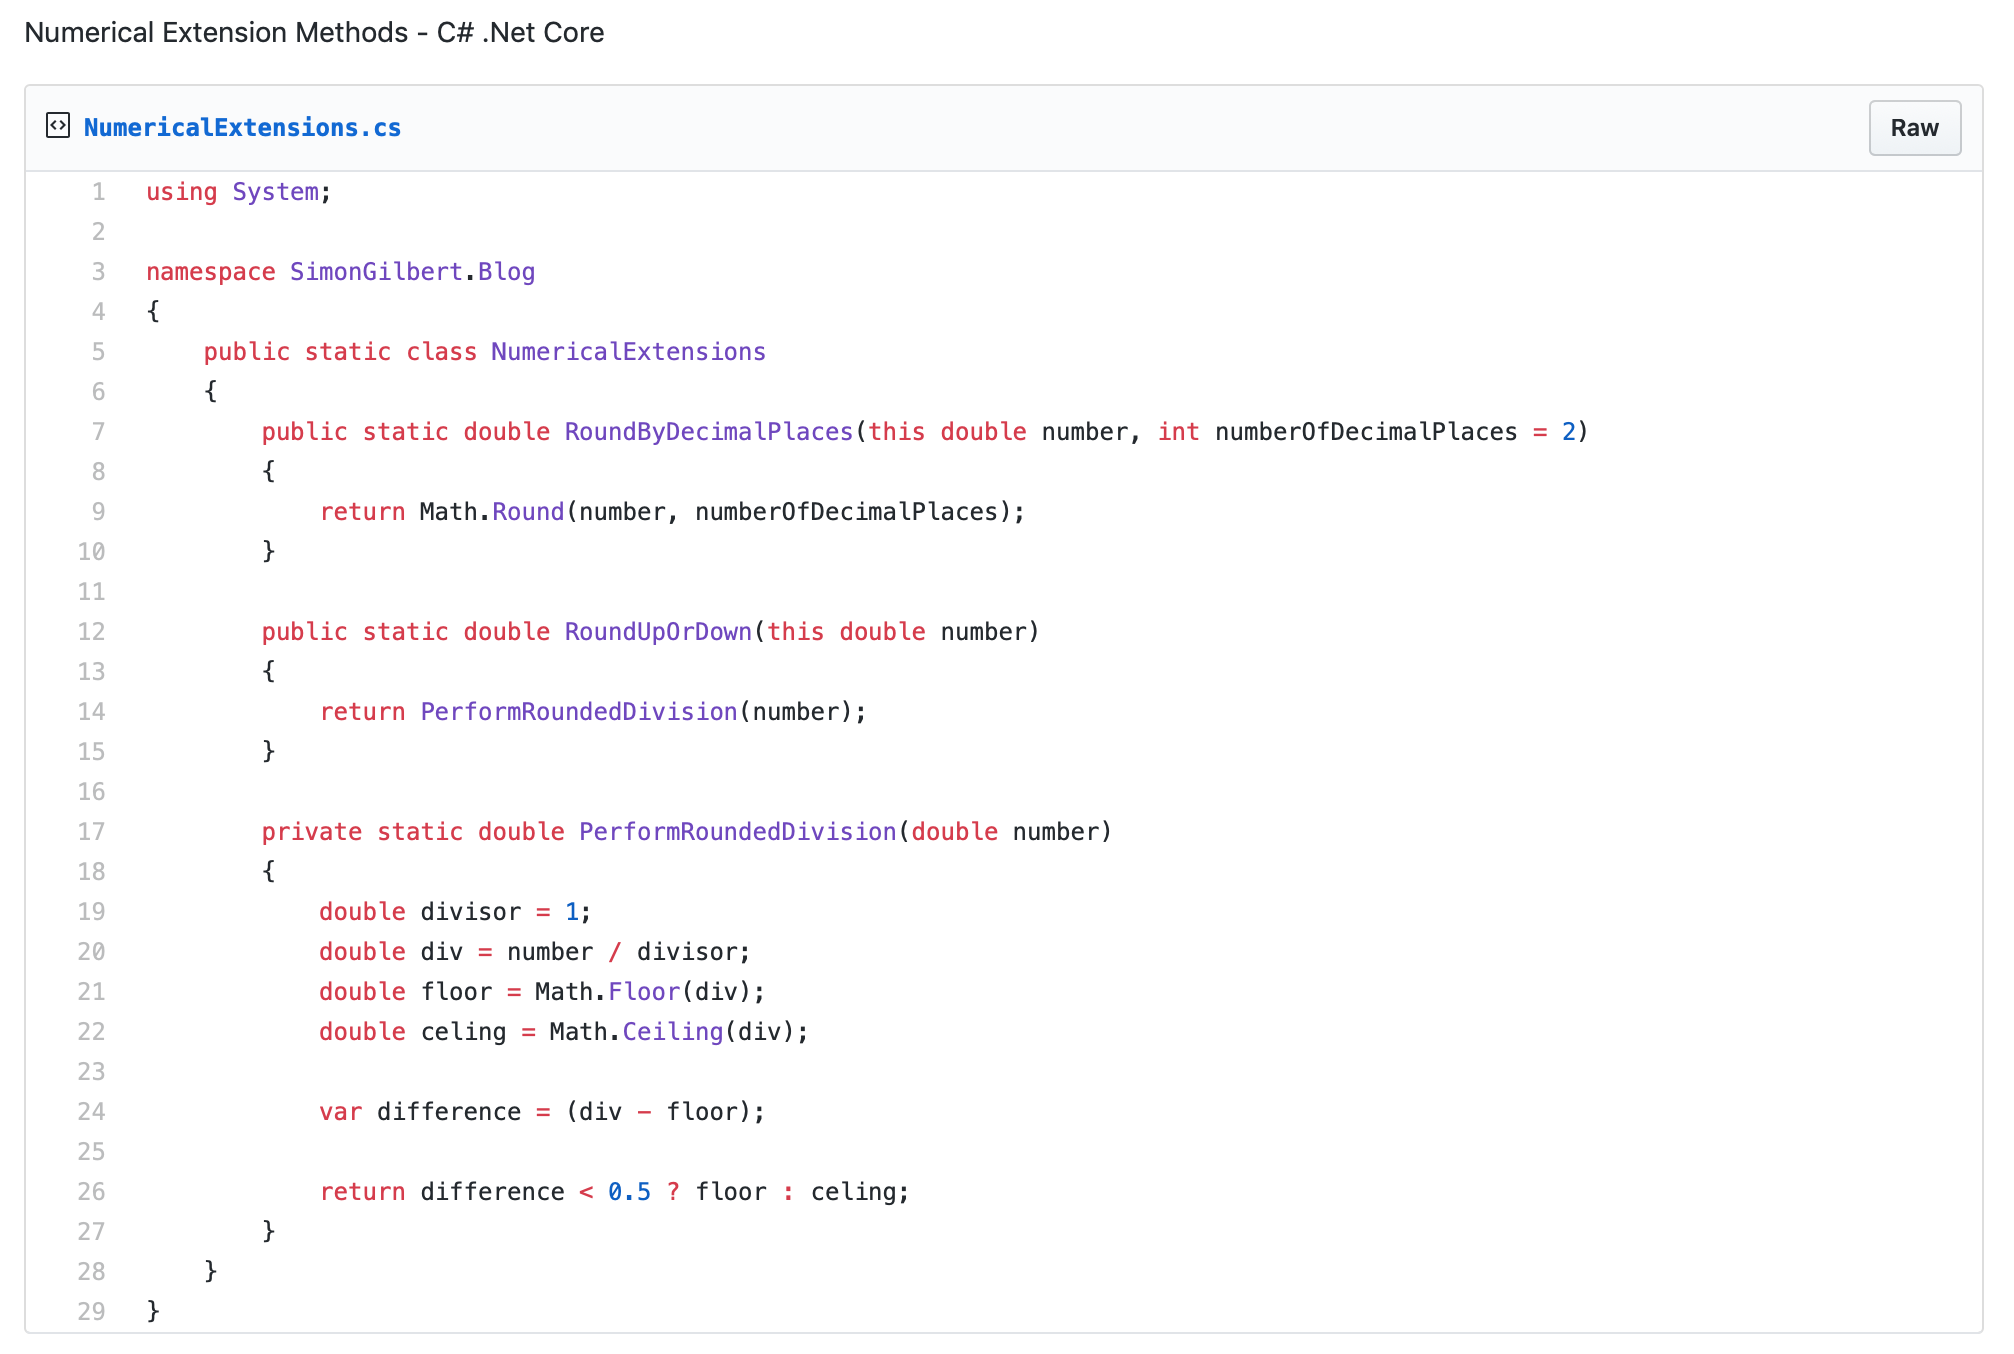 Numerical Extension Methods - C# .Net Core
NumericalExtensions.cs
Raw
1 using System;
2
3 namespace SimonGilbert.Blog
4 {
5     public static class NumericalExtensions
6     {
7         public static double RoundByDecimalPlaces(this double number, int numberOfDecimalPlaces = 2)
8         {
9             return Math.Round(number, numberOfDecimalPlaces);
10         }
11
12         public static double RoundUpOrDown(this double number)
13         {
14             return PerformRoundedDivision(number);
15         }
16
17         private static double PerformRoundedDivision(double number)
18         {
19             double divisor = 1;
20             double div = number / divisor;
21             double floor = Math.Floor(div);
22             double celing = Math.Ceiling(div);
23
24             var difference = (div - floor);
25
26             return difference < 0.5 ? floor : celing;
27         }
28     }
29 }